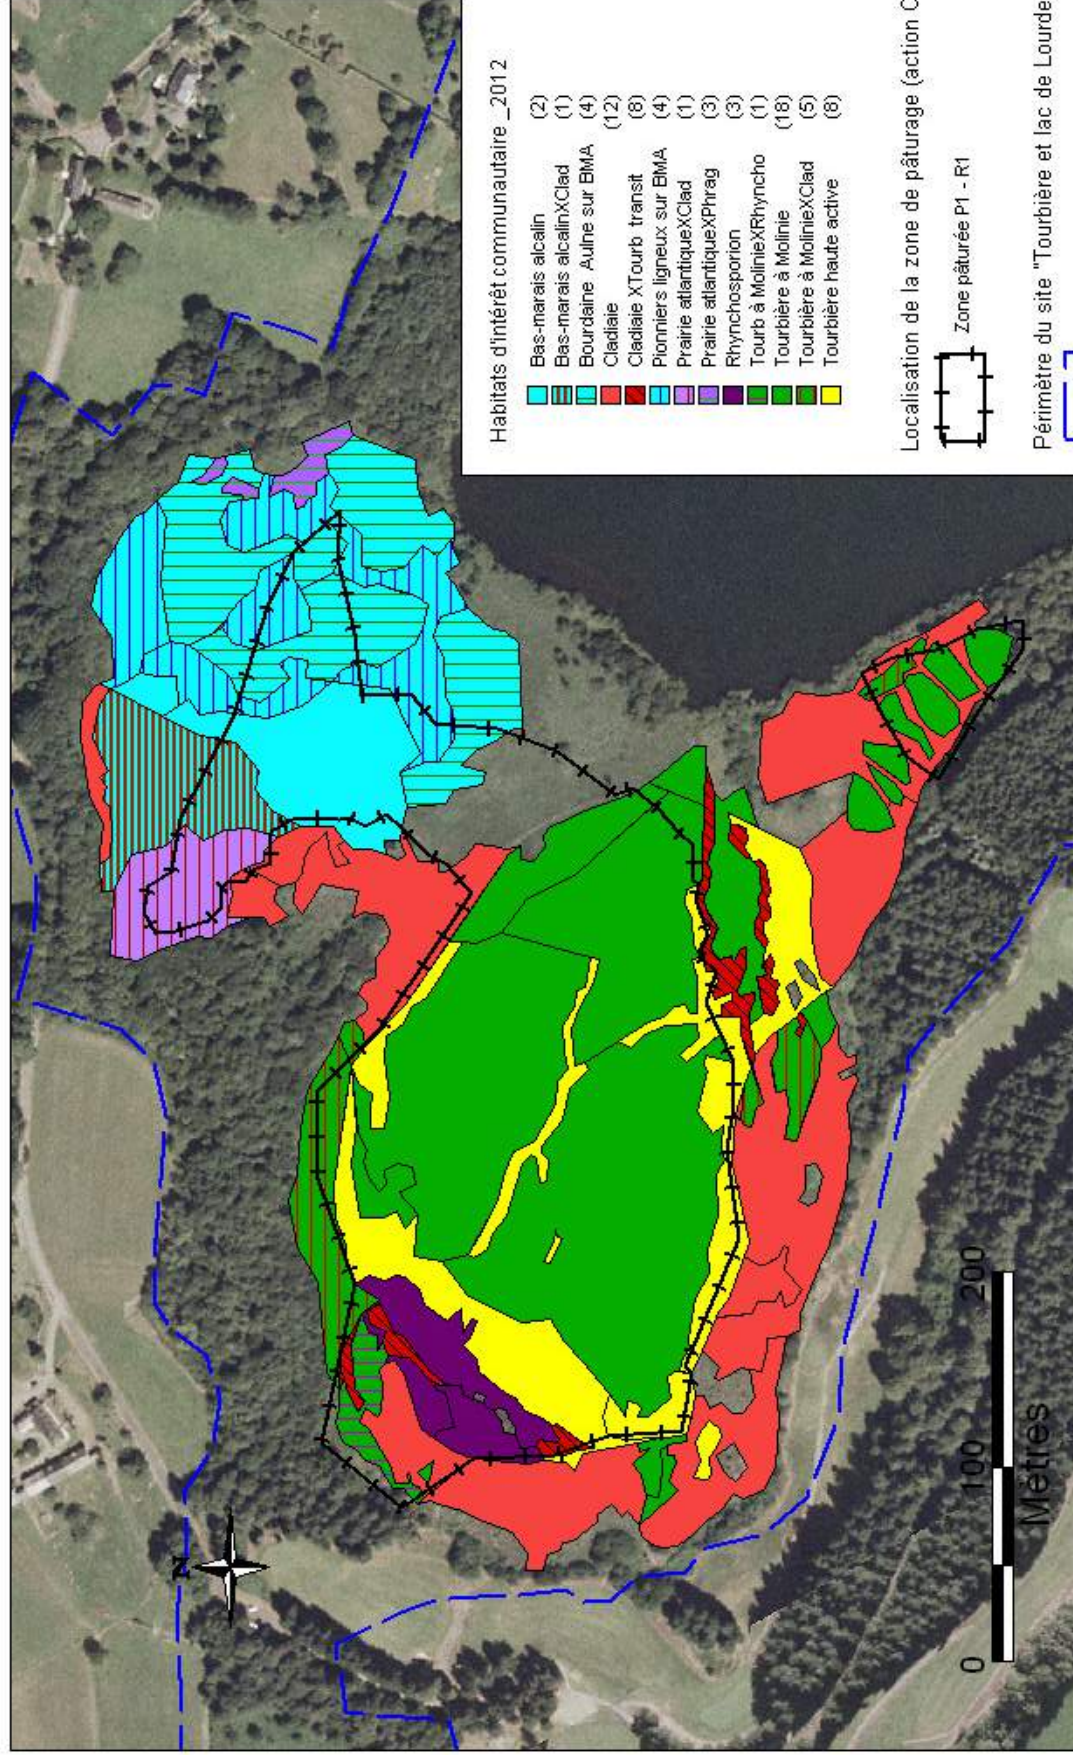 N
Habitats d'intérêt communautaire _2012
Bas-marais alcalin (2)
Bas-marais alcalinXClad (1)
Bourdaine Aulne sur BMA (4)
Cladiaie (12)
Cladiaie XTourb transit (8)
Pionniers ligneux sur BMA (4)
Prairie atlantiqueXClad (1)
Prairie atlantiqueXPhrag (3)
Rhynchosporion (3)
Tourb à MolinieXRhyncho (1)
Tourbière à Molinie (18)
Tourbière à MolinieXClad (5)
Tourbière haute active (8)
Localisation de la zone de pâturage (action C
Zone pâturée P1 - R1
Périmètre du site "Tourbière et lac de Lourde
0 100 200
Mètres